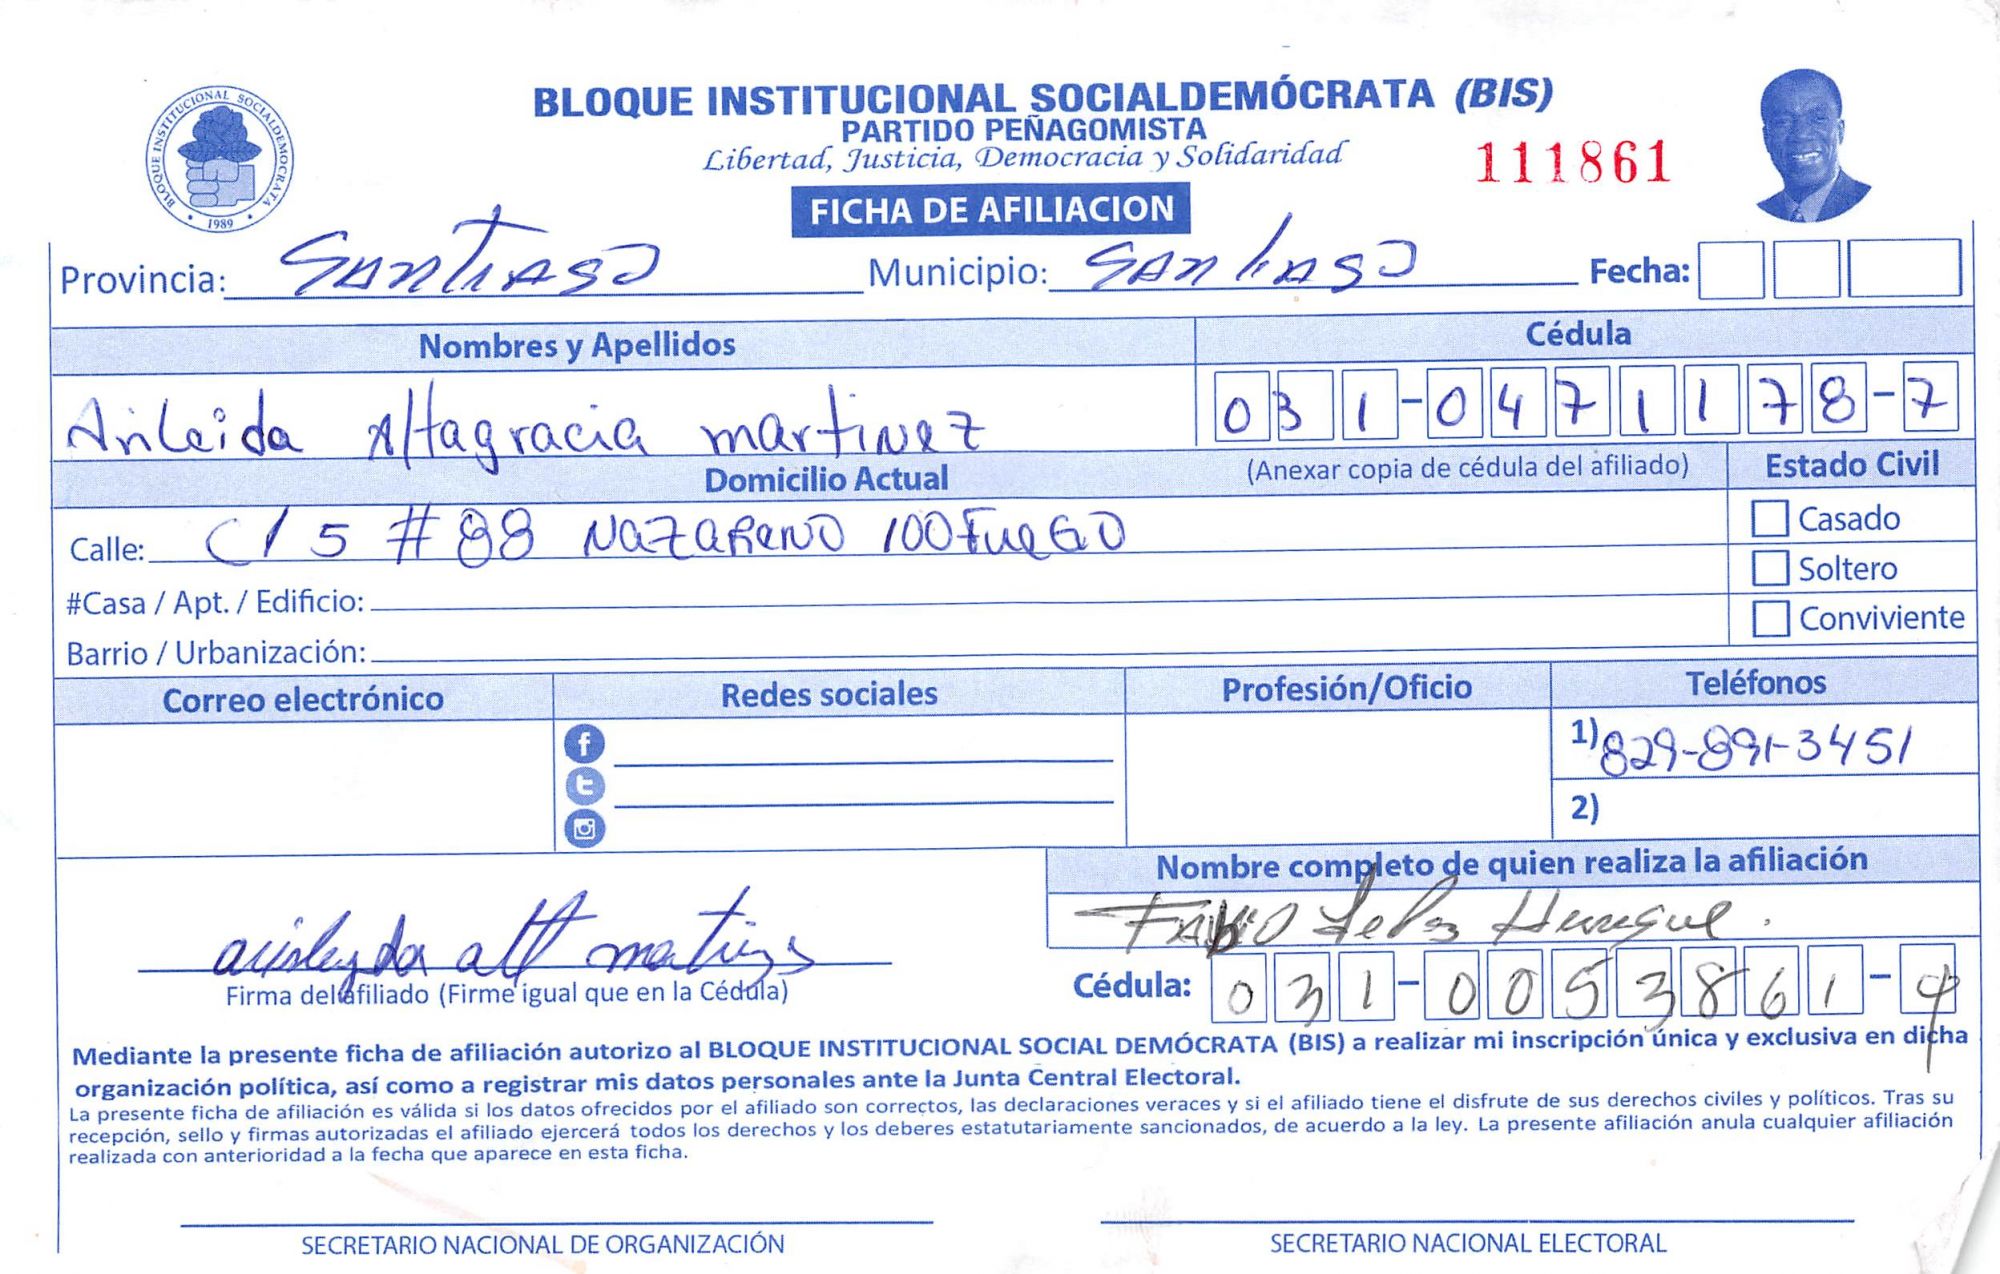 BLOQUE INSTITUCIONAL SOCIALDEMÓCRATA (BIS)
PARTIDO PEÑAGOMISTA
Libertad, Justicia, Democracia y Solidaridad
111861
BLOQUE INSTITUCIONAL SOCIALDEMOCRATA
1989
FICHA DE AFILIACION
Provincia: Santiago Municipio: Santiago Fecha:
Nombres y Apellidos Cédula
Altagracia martinez 031-0471178-7
Domicilio Actual (Anexar copia de cédula del afiliado) Estado Civil
Calle: C/5 #88 Nazareno 100Fuego
Casado
#Casa / Apt. / Edificio:
Soltero
Barrio / Urbanización:
Conviviente
Correo electrónico Redes sociales Profesión/Oficio Teléfonos
1) 829-891-3451
2)
Nombre completo de quien realiza la afiliación
Fabio
Firma del afiliado (Firme igual que en la Cédula)
Cédula: 031-0053861-9
Mediante la presente ficha de afiliación autorizo al BLOQUE INSTITUCIONAL SOCIAL DEMÓCRATA (BIS) a realizar mi inscripción única y exclusiva en dicha
organización política, así como a registrar mis datos personales ante la Junta Central Electoral.
La presente ficha de afiliación es válida si los datos ofrecidos por el afiliado son correctos, las declaraciones veraces y si el afiliado tiene el disfrute de sus derechos civiles y políticos. Tras su
recepción, sello y firmas autorizadas el afiliado ejercerá todos los derechos y los deberes estatutariamente sancionados, de acuerdo a la ley. La presente afiliación anula cualquier afiliación
realizada con anterioridad a la fecha que aparece en esta ficha.
SECRETARIO NACIONAL DE ORGANIZACIÓN SECRETARIO NACIONAL ELECTORAL